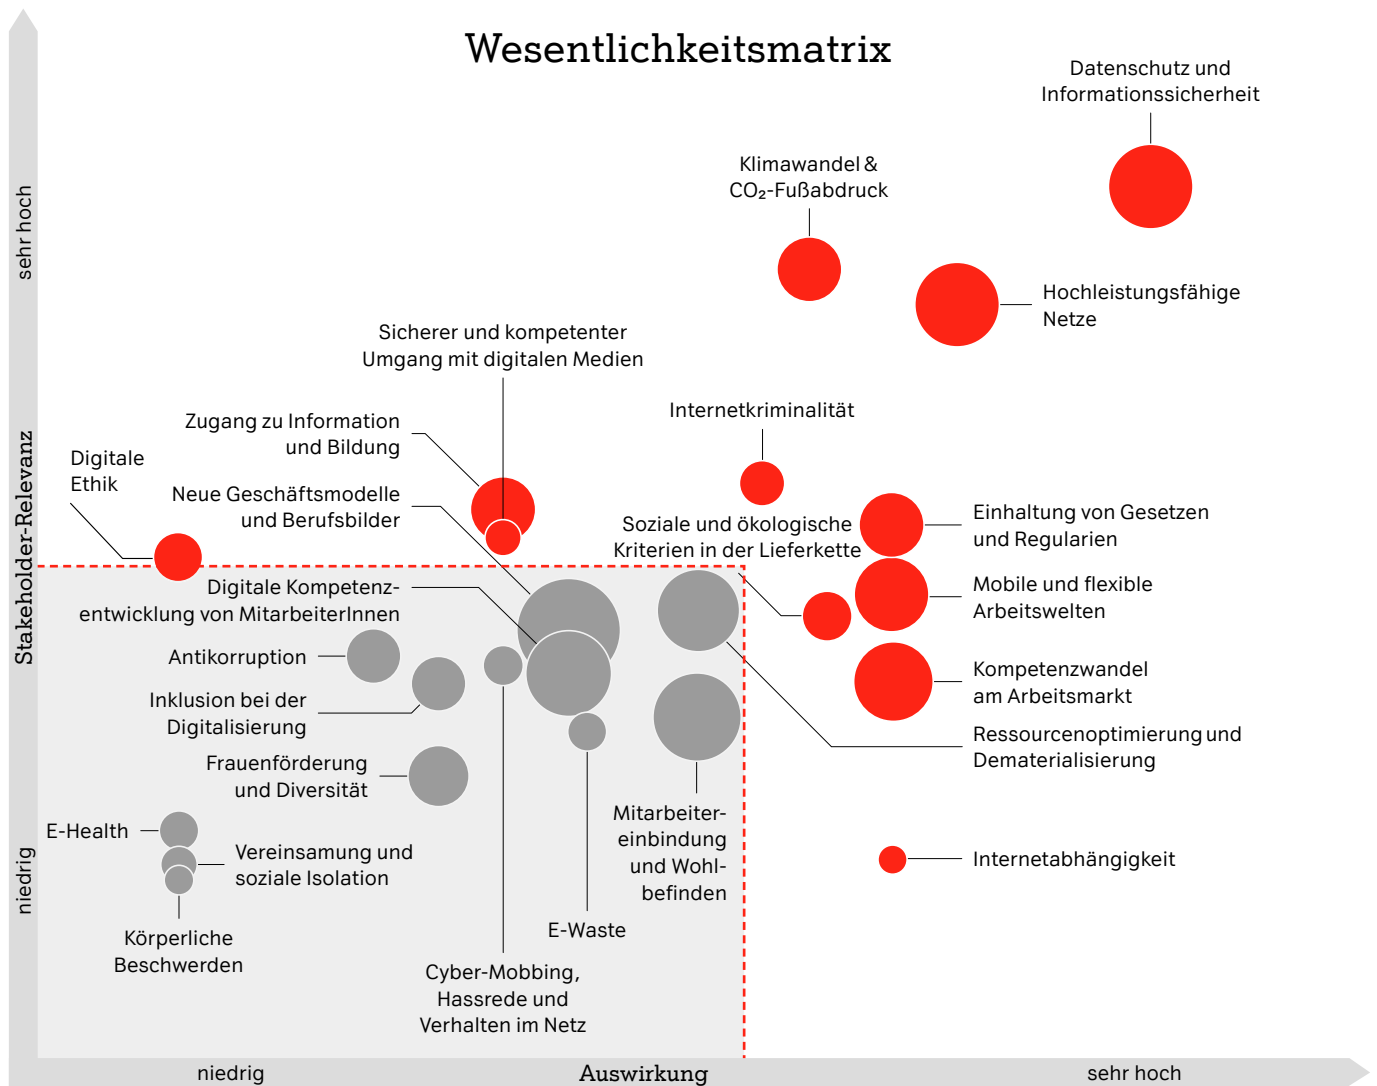 Wesentlichkeitsmatrix
Datenschutz und
Informationssicherheit
Klimawandel &
CO₂-Fußabdruck
sehr hoch
Hochleistungsfähige
Netze
Sicherer und kompetenter
Umgang mit digitalen Medien
Internetkriminalität
Zugang zu Information
und Bildung
Stakeholder-Relevanz
Digitale
Ethik
Neue Geschäftsmodelle
und Berufsbilder
Soziale und ökologische
Kriterien in der Lieferkette
Einhaltung von Gesetzen
und Regularien
Digitale Kompetenz-
entwicklung von MitarbeiterInnen
Mobile und flexible
Arbeitswelten
Antikorruption
Kompetenzwandel
am Arbeitsmarkt
Inklusion bei der
Digitalisierung
Ressourcenoptimierung und
Dematerialisierung
Frauenförderung
und Diversität
Mitarbeiter-
einbindung
und Wohl-
befinden
E-Health
Vereinsamung und
soziale Isolation
Internetabhängigkeit
niedrig
Körperliche
Beschwerden
E-Waste
Cyber-Mobbing,
Hassrede und
Verhalten im Netz
niedrig
Auswirkung
sehr hoch